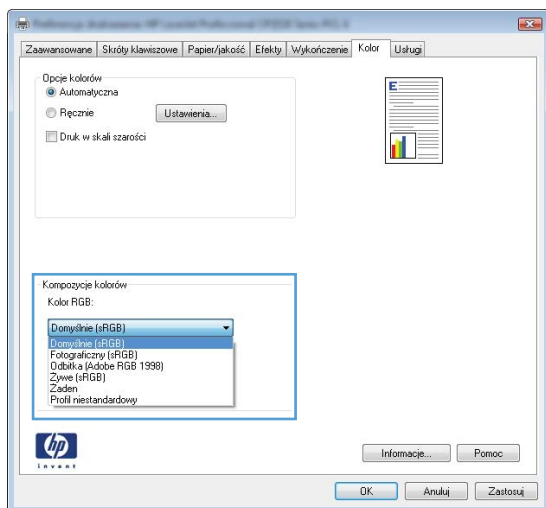 Zaawansowane Skróty klawiszowe Papier/jakość Efekty Wykończenie Kolor Usługi
Opcje kolorów
Automatyczna
Ręcznie Ustawienia...
Druk w skali szarości
E
Kompozycje kolorów
Kolor RGB:
Domyślnie (sRGB)
Domyślnie (sRGB)
Fotograficzny (sRGB)
Odbitka (Adobe RGB 1998)
Żywe (sRGB)
Żaden
Profil niestandardowy
hp
invent
Informacje... Pomoc
OK Anuluj Zastosuj